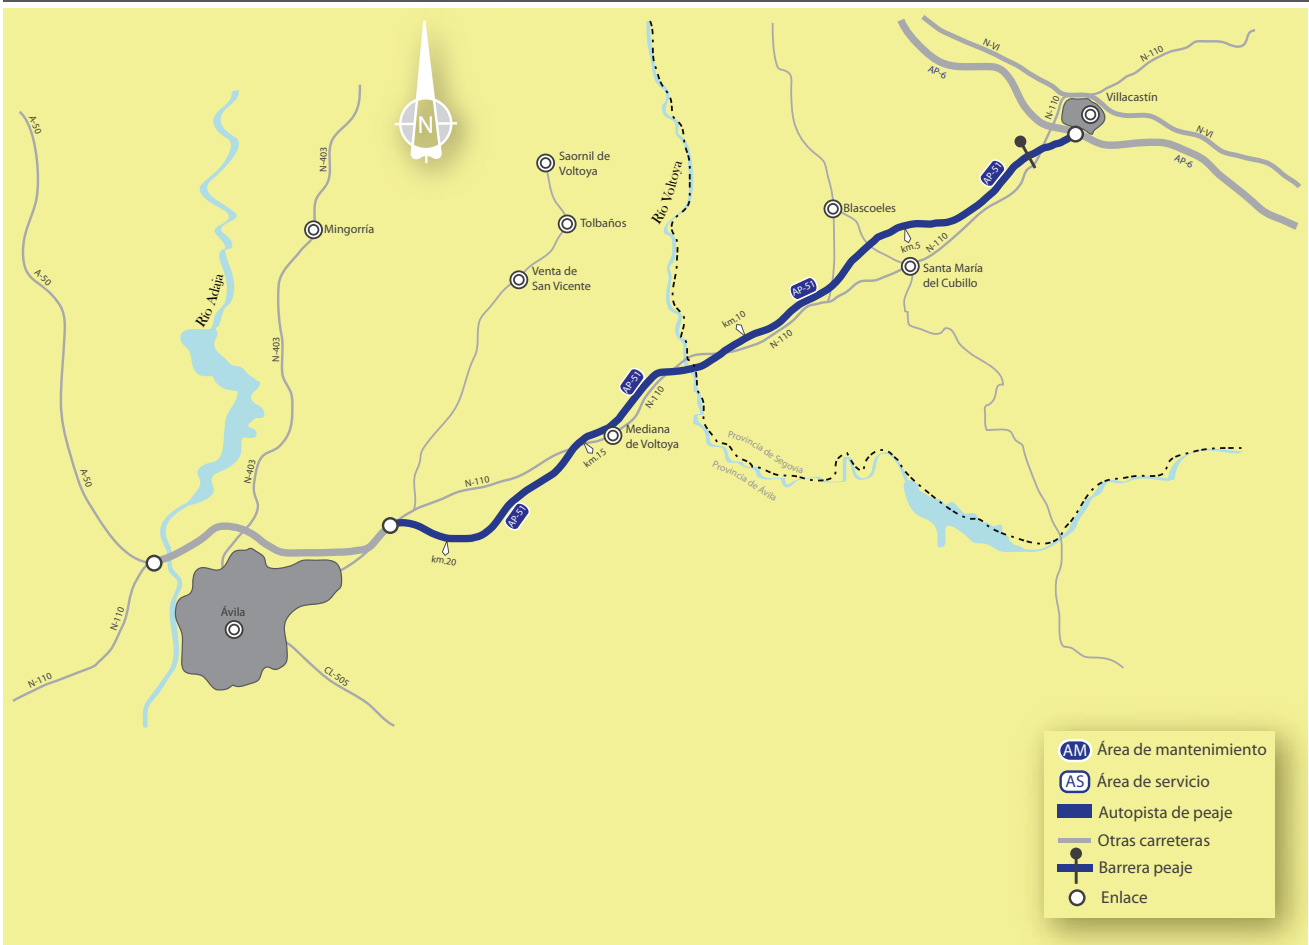 N-VI
N-110
AP-6
Villacastín
N-110
N-VI
AP-6
A-50
N-403
N
Saornil de
Voltoya
Río Voltoya
AP-51
Blascoeles
Tolbaños
Mingorría
km.5
N-110
A-50
Río Adaja
Venta de
San Vicente
Santa María
del Cubillo
AP-51
km.10
N-110
N-403
AP-51
N-110
Mediana
de Voltoya
Provincia de Segovia
Provincia de Ávila
km.15
A-50
N-403
N-110
AP-51
km.20
Ávila
N-110
N-110
CL-505
AM Área de mantenimiento
AS Área de servicio
Autopista de peaje
Otras carreteras
Barrera peaje
Enlace